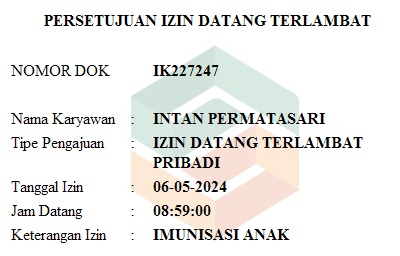 PERSETUJUAN IZIN DATANG TERLAMBAT
NOMOR DOK IK227247
Nama Karyawan : INTAN PERMATASARI
Tipe Pengajuan : IZIN DATANG TERLAMBAT
PRIBADI
Tanggal Izin : 06-05-2024
Jam Datang : 08:59:00
Keterangan Izin : IMUNISASI ANAK